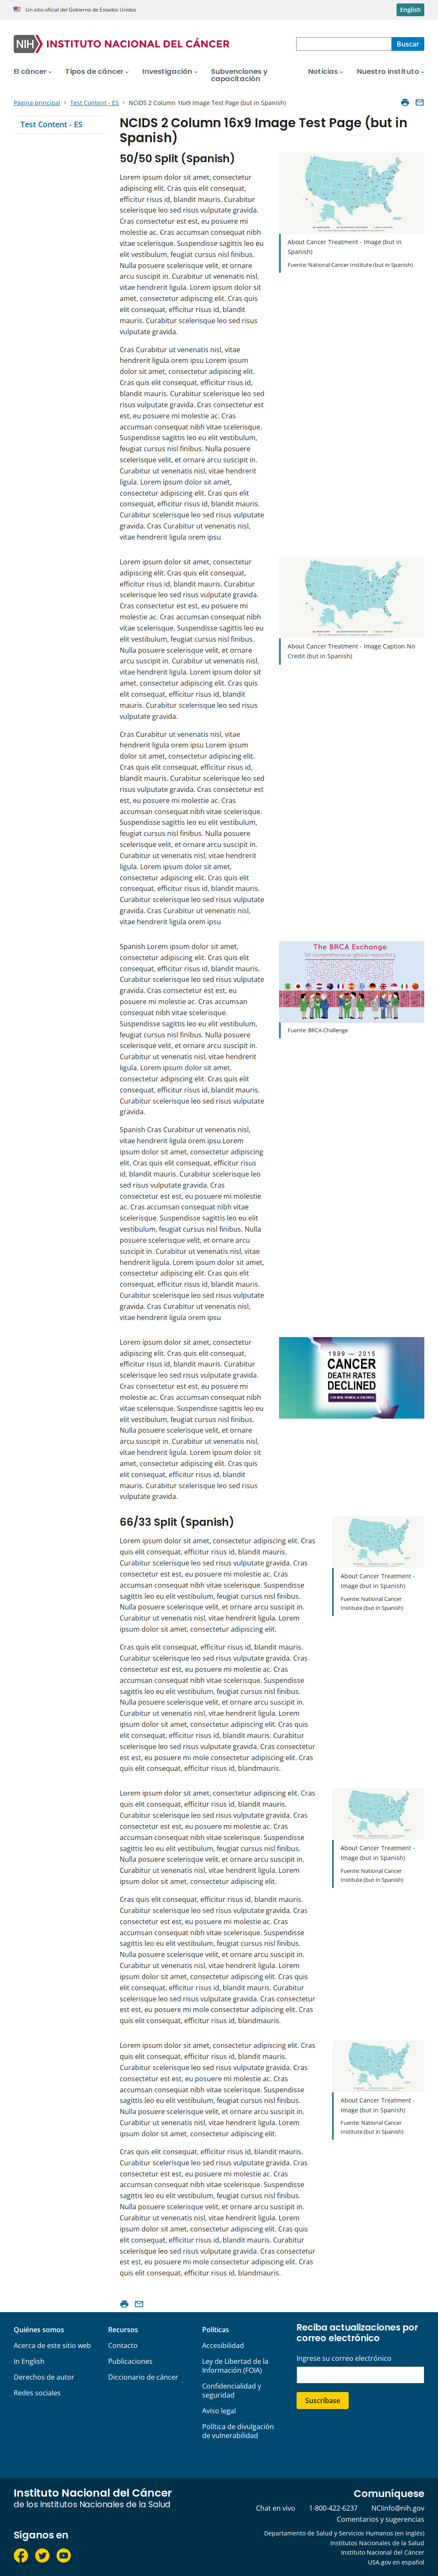 Un sitio oficial del Gobierno de Estados Unidos
English
NIH INSTITUTO NACIONAL DEL CÁNCER
Buscar
El cáncer
Tipos de cáncer
Investigación
Subvenciones y capacitación
Noticias
Nuestro instituto
Página principal > Test Content - ES > NCIDS 2 Column 16x9 Image Test Page (but in Spanish)
Test Content - ES
NCIDS 2 Column 16x9 Image Test Page (but in
Spanish)
50/50 Split (Spanish)
Lorem ipsum dolor sit amet, consectetur
adipiscing elit. Cras quis elit consequat,
efficitur risus id, blandit mauris. Curabitur
scelerisque leo sed risus vulputate gravida.
Cras consectetur est est, eu posuere mi
molestie ac. Cras accumsan consequat nibh
vitae scelerisque. Suspendisse sagittis leo eu
elit vestibulum, feugiat cursus nisl finibus.
Nulla posuere scelerisque velit, et ornare
arcu suscipit in. Curabitur ut venenatis nisl,
vitae hendrerit ligula. Lorem ipsum dolor sit
amet, consectetur adipiscing elit. Cras quis
elit consequat, efficitur risus id, blandit
mauris. Curabitur scelerisque leo sed risus
vulputate gravida.
Cras Curabitur ut venenatis nisl, vitae
hendrerit ligula orem ipsu Lorem ipsum
dolor sit amet, consectetur adipiscing elit.
Cras quis elit consequat, efficitur risus id,
blandit mauris. Curabitur scelerisque leo sed
risus vulputate gravida. Cras consectetur est
est, eu posuere mi molestie ac. Cras
accumsan consequat nibh vitae scelerisque.
Suspendisse sagittis leo eu elit vestibulum,
feugiat cursus nisl finibus. Nulla posuere
scelerisque velit, et ornare arcu suscipit in.
Curabitur ut venenatis nisl, vitae hendrerit
ligula. Lorem ipsum dolor sit amet,
consectetur adipiscing elit. Cras quis elit
consequat, efficitur risus id, blandit mauris.
Curabitur scelerisque leo sed risus vulputate
gravida. Cras Curabitur ut venenatis nisl,
vitae hendrerit ligula orem ipsu
About Cancer Treatment - Image (but in
Spanish)
Fuente: National Cancer Institute (but in Spanish)
Lorem ipsum dolor sit amet, consectetur
adipiscing elit. Cras quis elit consequat,
efficitur risus id, blandit mauris. Curabitur
scelerisque leo sed risus vulputate gravida.
Cras consectetur est est, eu posuere mi
molestie ac. Cras accumsan consequat nibh
vitae scelerisque. Suspendisse sagittis leo eu
elit vestibulum, feugiat cursus nisl finibus.
Nulla posuere scelerisque velit, et ornare
arcu suscipit in. Curabitur ut venenatis nisl,
vitae hendrerit ligula. Lorem ipsum dolor sit
amet, consectetur adipiscing elit. Cras quis
elit consequat, efficitur risus id, blandit
mauris. Curabitur scelerisque leo sed risus
vulputate gravida.
Cras Curabitur ut venenatis nisl, vitae
hendrerit ligula orem ipsu Lorem ipsum
dolor sit amet, consectetur adipiscing elit.
Cras quis elit consequat, efficitur risus id,
blandit mauris. Curabitur scelerisque leo sed
risus vulputate gravida. Cras consectetur est
est, eu posuere mi molestie ac. Cras
accumsan consequat nibh vitae scelerisque.
Suspendisse sagittis leo eu elit vestibulum,
feugiat cursus nisl finibus. Nulla posuere
scelerisque velit, et ornare arcu suscipit in.
Curabitur ut venenatis nisl, vitae hendrerit
ligula. Lorem ipsum dolor sit amet,
consectetur adipiscing elit. Cras quis elit
consequat, efficitur risus id, blandit mauris.
Curabitur scelerisque leo sed risus vulputate
gravida. Cras Curabitur ut venenatis nisl,
vitae hendrerit ligula orem ipsu
About Cancer Treatment - Image Caption No
Credit (but in Spanish)
Spanish Lorem ipsum dolor sit amet,
consectetur adipiscing elit. Cras quis elit
consequat, efficitur risus id, blandit mauris.
Curabitur scelerisque leo sed risus vulputate
gravida. Cras consectetur est est, eu
posuere mi molestie ac. Cras accumsan
consequat nibh vitae scelerisque.
Suspendisse sagittis leo eu elit vestibulum,
feugiat cursus nisl finibus. Nulla posuere
scelerisque velit, et ornare arcu suscipit in.
Curabitur ut venenatis nisl, vitae hendrerit
ligula. Lorem ipsum dolor sit amet,
consectetur adipiscing elit. Cras quis elit
consequat, efficitur risus id, blandit mauris.
Curabitur scelerisque leo sed risus vulputate
gravida.
Spanish Cras Curabitur ut venenatis nisl,
vitae hendrerit ligula orem ipsu Lorem
ipsum dolor sit amet, consectetur adipiscing
elit. Cras quis elit consequat, efficitur risus
id, blandit mauris. Curabitur scelerisque leo
sed risus vulputate gravida. Cras
consectetur est est, eu posuere mi molestie
ac. Cras accumsan consequat nibh vitae
scelerisque. Suspendisse sagittis leo eu elit
vestibulum, feugiat cursus nisl finibus. Nulla
posuere scelerisque velit, et ornare arcu
suscipit in. Curabitur ut venenatis nisl, vitae
hendrerit ligula. Lorem ipsum dolor sit amet,
consectetur adipiscing elit. Cras quis elit
consequat, efficitur risus id, blandit mauris.
Curabitur scelerisque leo sed risus vulputate
gravida. Cras Curabitur ut venenatis nisl,
vitae hendrerit ligula orem ipsu
The BRCA Exchange
1st comprehensive global repository
Fuente: BRCA Challenge
Lorem ipsum dolor sit amet, consectetur
adipiscing elit. Cras quis elit consequat,
efficitur risus id, blandit mauris. Curabitur
scelerisque leo sed risus vulputate gravida.
Cras consectetur est est, eu posuere mi
molestie ac. Cras accumsan consequat nibh
vitae scelerisque. Suspendisse sagittis leo eu
elit vestibulum, feugiat cursus nisl finibus.
Nulla posuere scelerisque velit, et ornare
arcu suscipit in. Curabitur ut venenatis nisl,
vitae hendrerit ligula. Lorem ipsum dolor sit
amet, consectetur adipiscing elit. Cras quis
elit consequat, efficitur risus id, blandit
mauris. Curabitur scelerisque leo sed risus
vulputate gravida.
1999 — 2015
CANCER
DEATH RATES
DECLINED
FOR MEN, WOMEN & CHILDREN
66/33 Split (Spanish)
Lorem ipsum dolor sit amet, consectetur adipiscing elit. Cras
quis elit consequat, efficitur risus id, blandit mauris.
Curabitur scelerisque leo sed risus vulputate gravida. Cras
consectetur est est, eu posuere mi molestie ac. Cras
accumsan consequat nibh vitae scelerisque. Suspendisse
sagittis leo eu elit vestibulum, feugiat cursus nisl finibus.
Nulla posuere scelerisque velit, et ornare arcu suscipit in.
Curabitur ut venenatis nisl, vitae hendrerit ligula. Lorem
ipsum dolor sit amet, consectetur adipiscing elit.
Cras quis elit consequat, efficitur risus id, blandit mauris.
Curabitur scelerisque leo sed risus vulputate gravida. Cras
consectetur est est, eu posuere mi molestie ac. Cras
accumsan consequat nibh vitae scelerisque. Suspendisse
sagittis leo eu elit vestibulum, feugiat cursus nisl finibus.
Nulla posuere scelerisque velit, et ornare arcu suscipit in.
Curabitur ut venenatis nisl, vitae hendrerit ligula. Lorem
ipsum dolor sit amet, consectetur adipiscing elit. Cras quis
elit consequat, efficitur risus id, blandit mauris. Curabitur
scelerisque leo sed risus vulputate gravida. Cras consectetur
est est, eu posuere mi mole consectetur adipiscing elit. Cras
quis elit consequat, efficitur risus id, blandmauris.
About Cancer Treatment -
Image (but in Spanish)
Fuente: National Cancer
Institute (but in Spanish)
Lorem ipsum dolor sit amet, consectetur adipiscing elit. Cras
quis elit consequat, efficitur risus id, blandit mauris.
Curabitur scelerisque leo sed risus vulputate gravida. Cras
consectetur est est, eu posuere mi molestie ac. Cras
accumsan consequat nibh vitae scelerisque. Suspendisse
sagittis leo eu elit vestibulum, feugiat cursus nisl finibus.
Nulla posuere scelerisque velit, et ornare arcu suscipit in.
Curabitur ut venenatis nisl, vitae hendrerit ligula. Lorem
ipsum dolor sit amet, consectetur adipiscing elit.
Cras quis elit consequat, efficitur risus id, blandit mauris.
Curabitur scelerisque leo sed risus vulputate gravida. Cras
consectetur est est, eu posuere mi molestie ac. Cras
accumsan consequat nibh vitae scelerisque. Suspendisse
sagittis leo eu elit vestibulum, feugiat cursus nisl finibus.
Nulla posuere scelerisque velit, et ornare arcu suscipit in.
Curabitur ut venenatis nisl, vitae hendrerit ligula. Lorem
ipsum dolor sit amet, consectetur adipiscing elit. Cras quis
elit consequat, efficitur risus id, blandit mauris. Curabitur
scelerisque leo sed risus vulputate gravida. Cras consectetur
est est, eu posuere mi mole consectetur adipiscing elit. Cras
quis elit consequat, efficitur risus id, blandmauris.
About Cancer Treatment -
Image (but in Spanish)
Fuente: National Cancer
Institute (but in Spanish)
Lorem ipsum dolor sit amet, consectetur adipiscing elit. Cras
quis elit consequat, efficitur risus id, blandit mauris.
Curabitur scelerisque leo sed risus vulputate gravida. Cras
consectetur est est, eu posuere mi molestie ac. Cras
accumsan consequat nibh vitae scelerisque. Suspendisse
sagittis leo eu elit vestibulum, feugiat cursus nisl finibus.
Nulla posuere scelerisque velit, et ornare arcu suscipit in.
Curabitur ut venenatis nisl, vitae hendrerit ligula. Lorem
ipsum dolor sit amet, consectetur adipiscing elit.
Cras quis elit consequat, efficitur risus id, blandit mauris.
Curabitur scelerisque leo sed risus vulputate gravida. Cras
consectetur est est, eu posuere mi molestie ac. Cras
accumsan consequat nibh vitae scelerisque. Suspendisse
sagittis leo eu elit vestibulum, feugiat cursus nisl finibus.
Nulla posuere scelerisque velit, et ornare arcu suscipit in.
Curabitur ut venenatis nisl, vitae hendrerit ligula. Lorem
ipsum dolor sit amet, consectetur adipiscing elit. Cras quis
elit consequat, efficitur risus id, blandit mauris. Curabitur
scelerisque leo sed risus vulputate gravida. Cras consectetur
est est, eu posuere mi mole consectetur adipiscing elit. Cras
quis elit consequat, efficitur risus id, blandmauris.
About Cancer Treatment -
Image (but in Spanish)
Fuente: National Cancer
Institute (but in Spanish)
Quiénes somos
Acerca de este sitio web
In English
Derechos de autor
Redes sociales
Recursos
Contacto
Publicaciones
Diccionario de cáncer
Políticas
Accesibilidad
Ley de Libertad de la
Información (FOIA)
Confidencialidad y
seguridad
Aviso legal
Política de divulgación
de vulnerabilidad
Reciba actualizaciones por
correo electrónico
Ingrese su correo electrónico
Suscríbase
Instituto Nacional del Cáncer
de los Institutos Nacionales de la Salud
Síganos en
Comuníquese
Chat en vivo
1-800-422-6237
NCIinfo@nih.gov
Comentarios y sugerencias
Departamento de Salud y Servicios Humanos (en inglés)
Institutos Nacionales de la Salud
Instituto Nacional del Cáncer
USA.gov en español